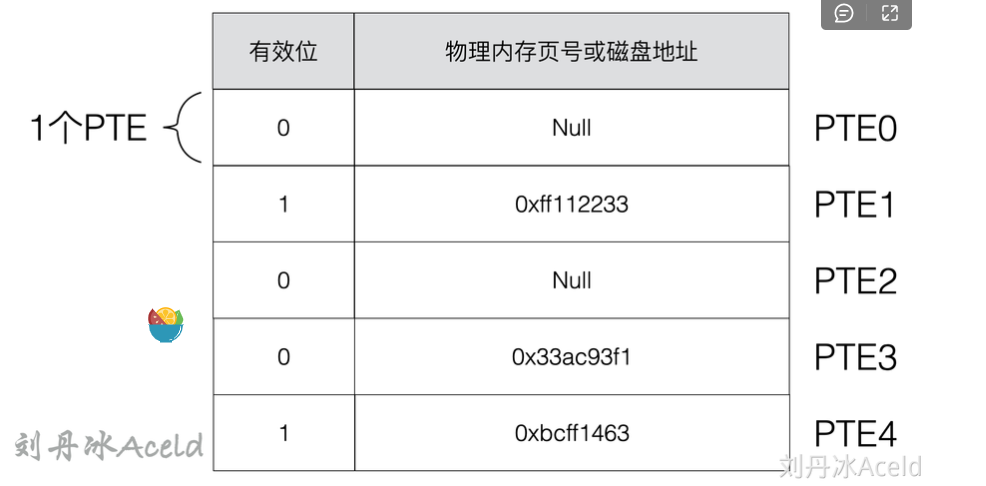 有效位 物理内存页号或磁盘地址
1个PTE 0 Null PTE0
1 0xff112233 PTE1
0 Null PTE2
0 0x33ac93f1 PTE3
1 0xbcff1463 PTE4
刘丹冰Aceld
刘丹冰Aceld